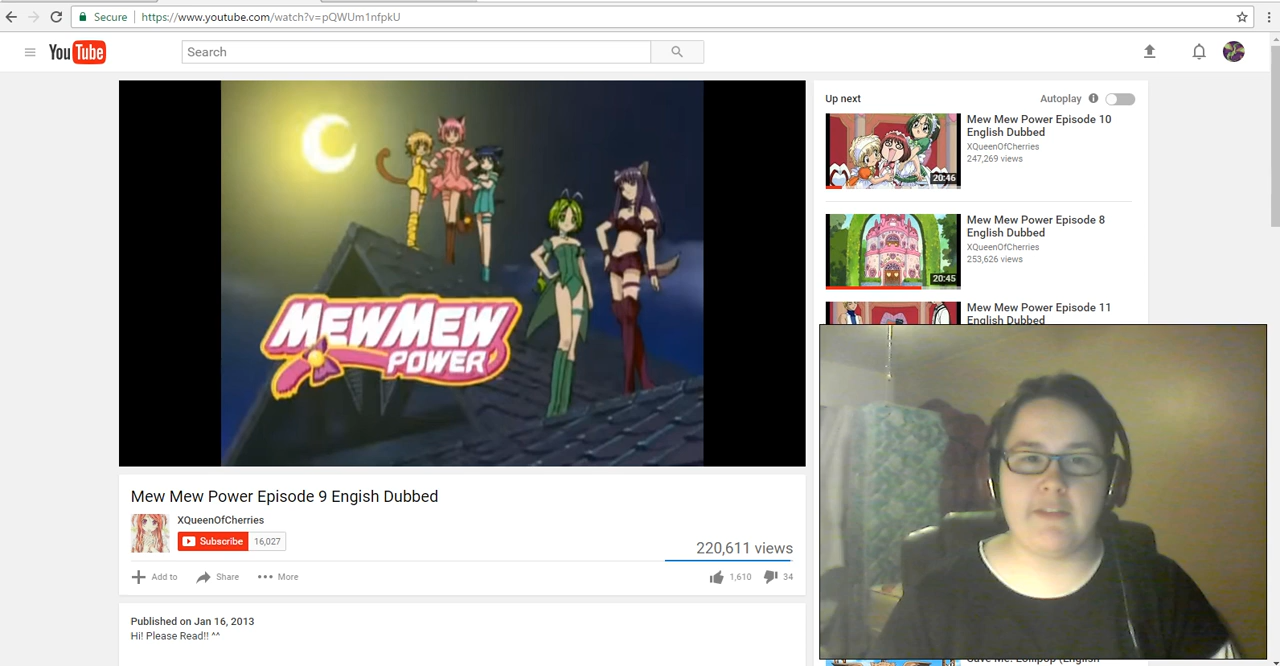 Secure
https://www.youtube.com/watch?v=pQWUm1nfpkU
YouTube
Search
MEWMEW
POWER
Up next
Autoplay
Mew Mew Power Episode 10
English Dubbed
XQueenOfCherries
247,269 views
20:46
Mew Mew Power Episode 8
English Dubbed
XQueenOfCherries
253,626 views
20:45
Mew Mew Power Episode 11
English Dubbed
Mew Mew Power Episode 9 Engish Dubbed
XQueenOfCherries
Subscribe 16,027
220,611 views
Add to Share More
1,610 34
Published on Jan 16, 2013
Hi! Please Read!! ^^
Save Me! Lollipop (English